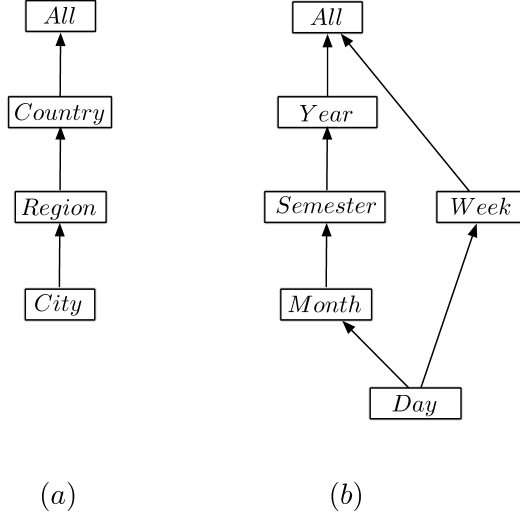 All
Country
Region
City
(a)
All
Year
Semester
Week
Month
Day
(b)